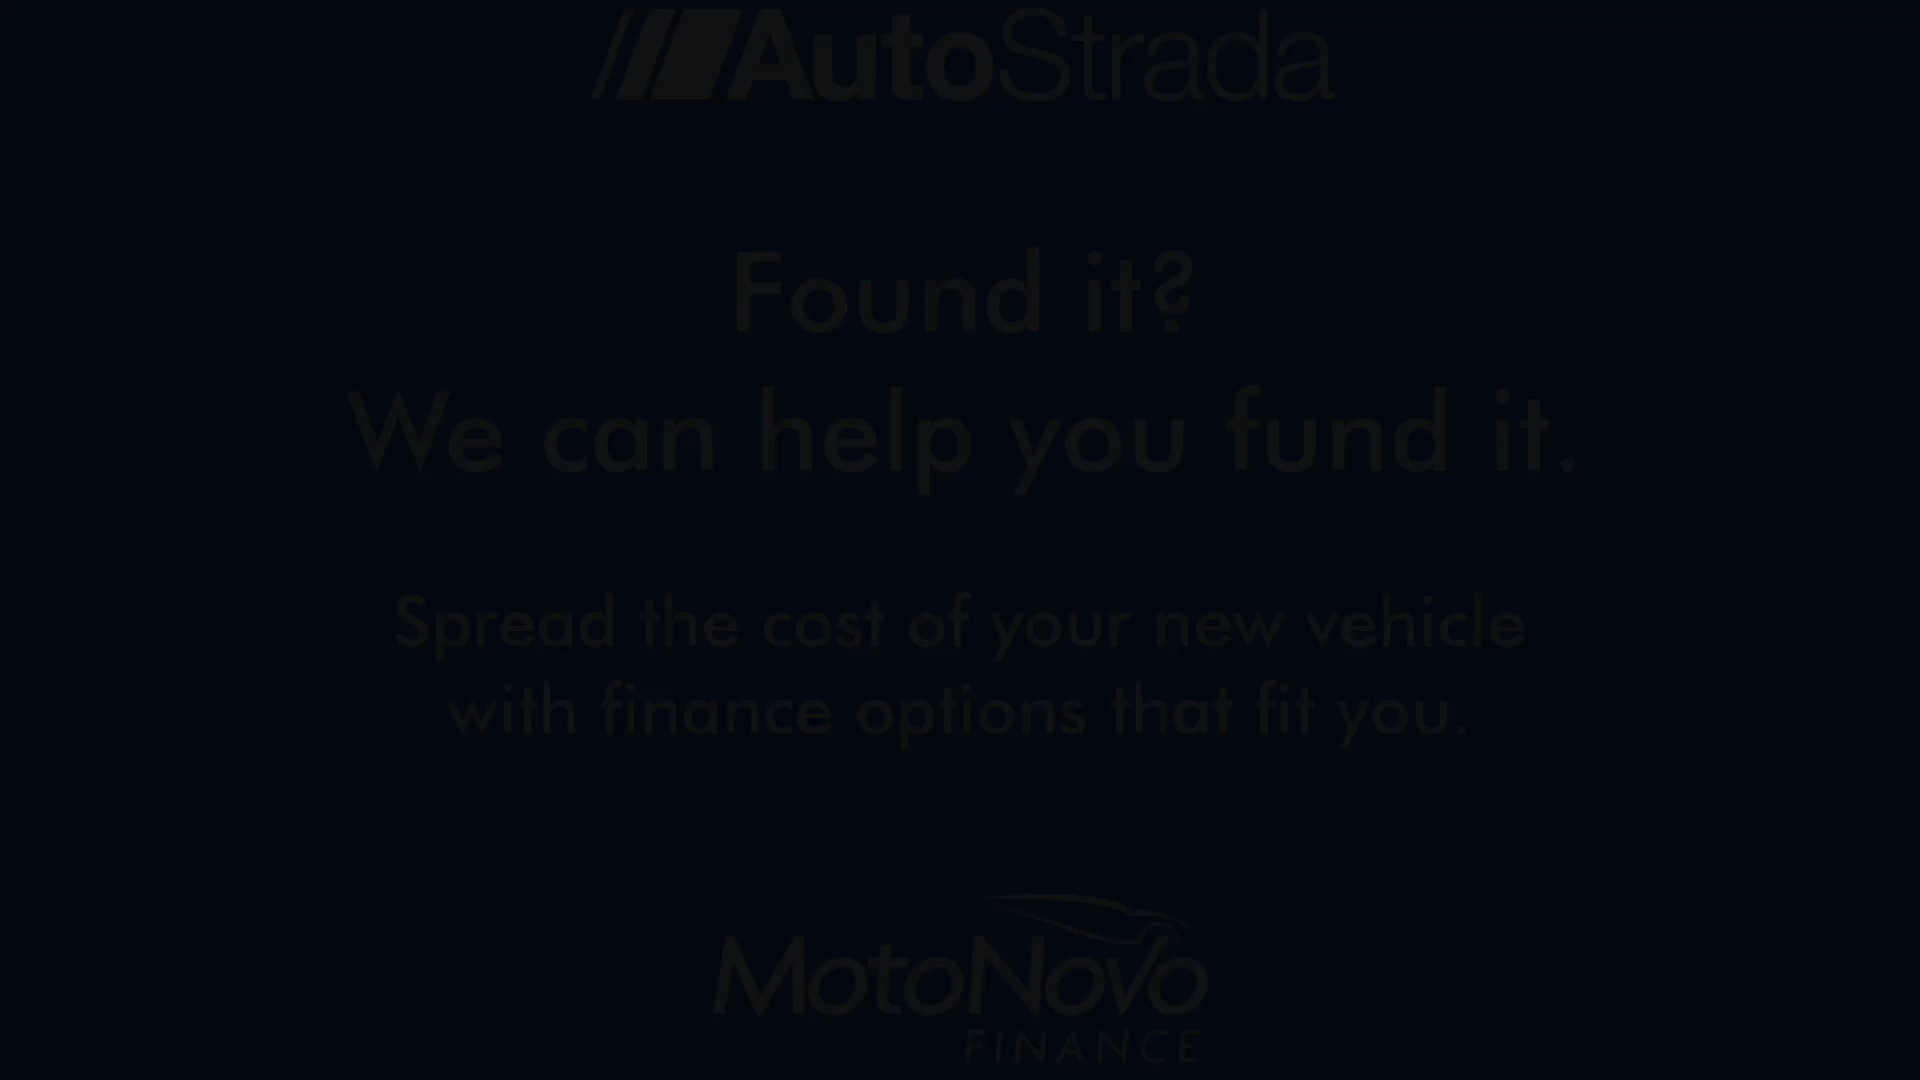 AutoStrada
Found it?
We can help you fund it.
Spread the cost of your new vehicle
with finance options that fit you.
MotoNovo
FINANCE